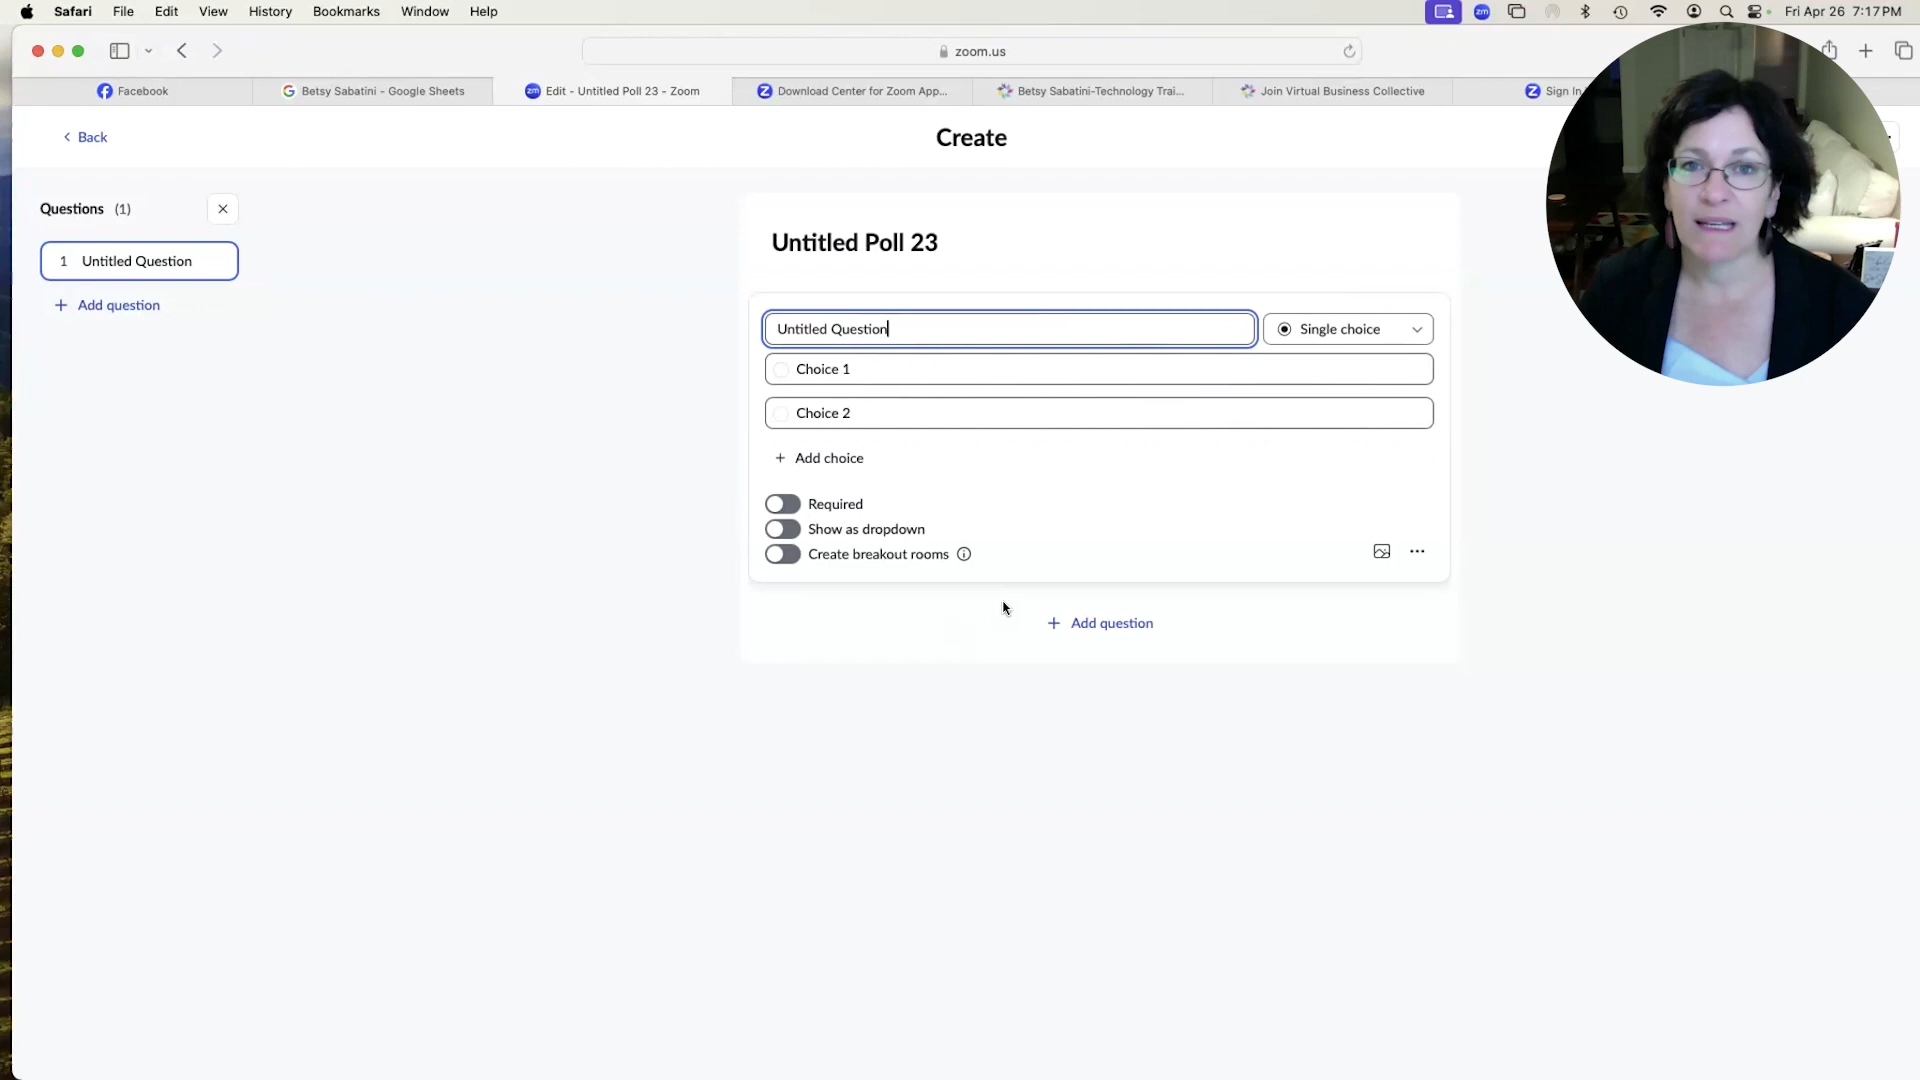 Safari File Edit View History Bookmarks Window Help
zm
Fri Apr 26 7:17 PM
zoom.us
Facebook
Betsy Sabatini - Google Sheets
zm Edit - Untitled Poll 23 - Zoom
Download Center for Zoom App...
Betsy Sabatini-Technology Trai...
Join Virtual Business Collective
Sign In
Back
Create
Questions (1)
1 Untitled Question
+ Add question
Untitled Poll 23
Untitled Question
Single choice
Choice 1
Choice 2
+ Add choice
Required
Show as dropdown
Create breakout rooms
+ Add question